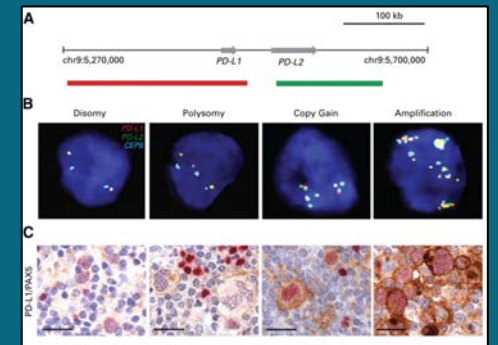 A
100 kb
chr9:5,270,000
PD-L1
PD-L2
chr9:5,700,000
B
Disomy
Polysomy
Copy Gain
Amplification
PD-L1
PD-L2
CEP9
C
PD-L1/PAX5